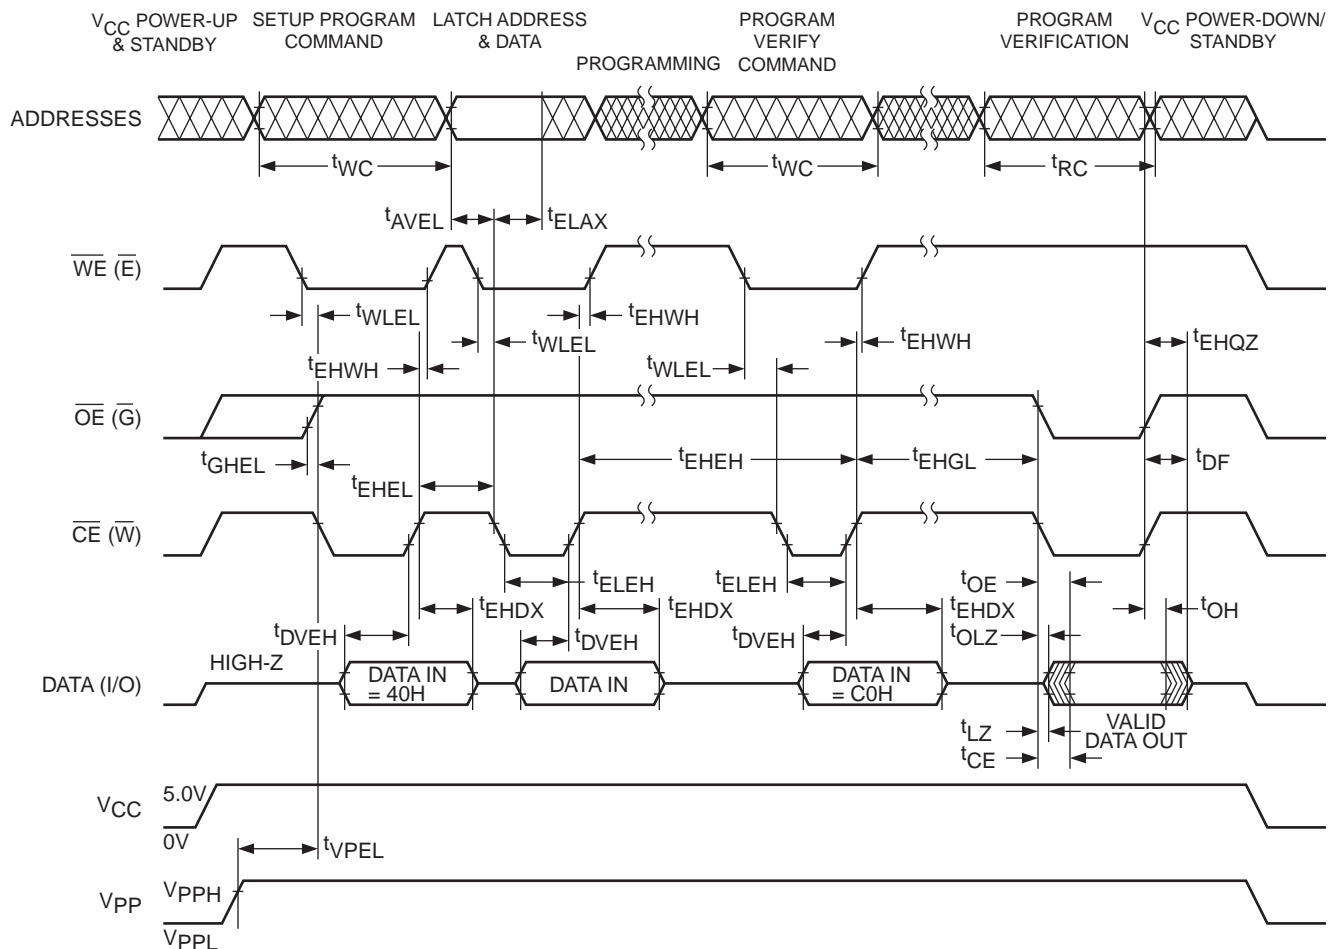 VCC POWER-UP
& STANDBY
SETUP PROGRAM
COMMAND
LATCH ADDRESS
& DATA
PROGRAMMING
PROGRAM
VERIFY
COMMAND
PROGRAM
VERIFICATION
VCC POWER-DOWN/
STANDBY
ADDRESSES
tWC
tWC
tRC
tAVEL
tELAX
WE (E)
tWLEL
tEHWH
tWLEL
tEHWH
tEHQZ
tEHWH
tWLEL
OE (G)
tGHEL
tEHEH
tEHGL
tDF
tEHEL
CE (W)
tELEH
tELEH
tOE
tEHDX
tEHDX
tEHDX
tOH
tDVEH
tDVEH
tDVEH
tOLZ
HIGH-Z
DATA (I/O)
DATA IN
= 40H
DATA IN
DATA IN
= C0H
VALID
DATA OUT
tLZ
tCE
VCC
5.0V
0V
tVPEL
VPP
VPPH
VPPL